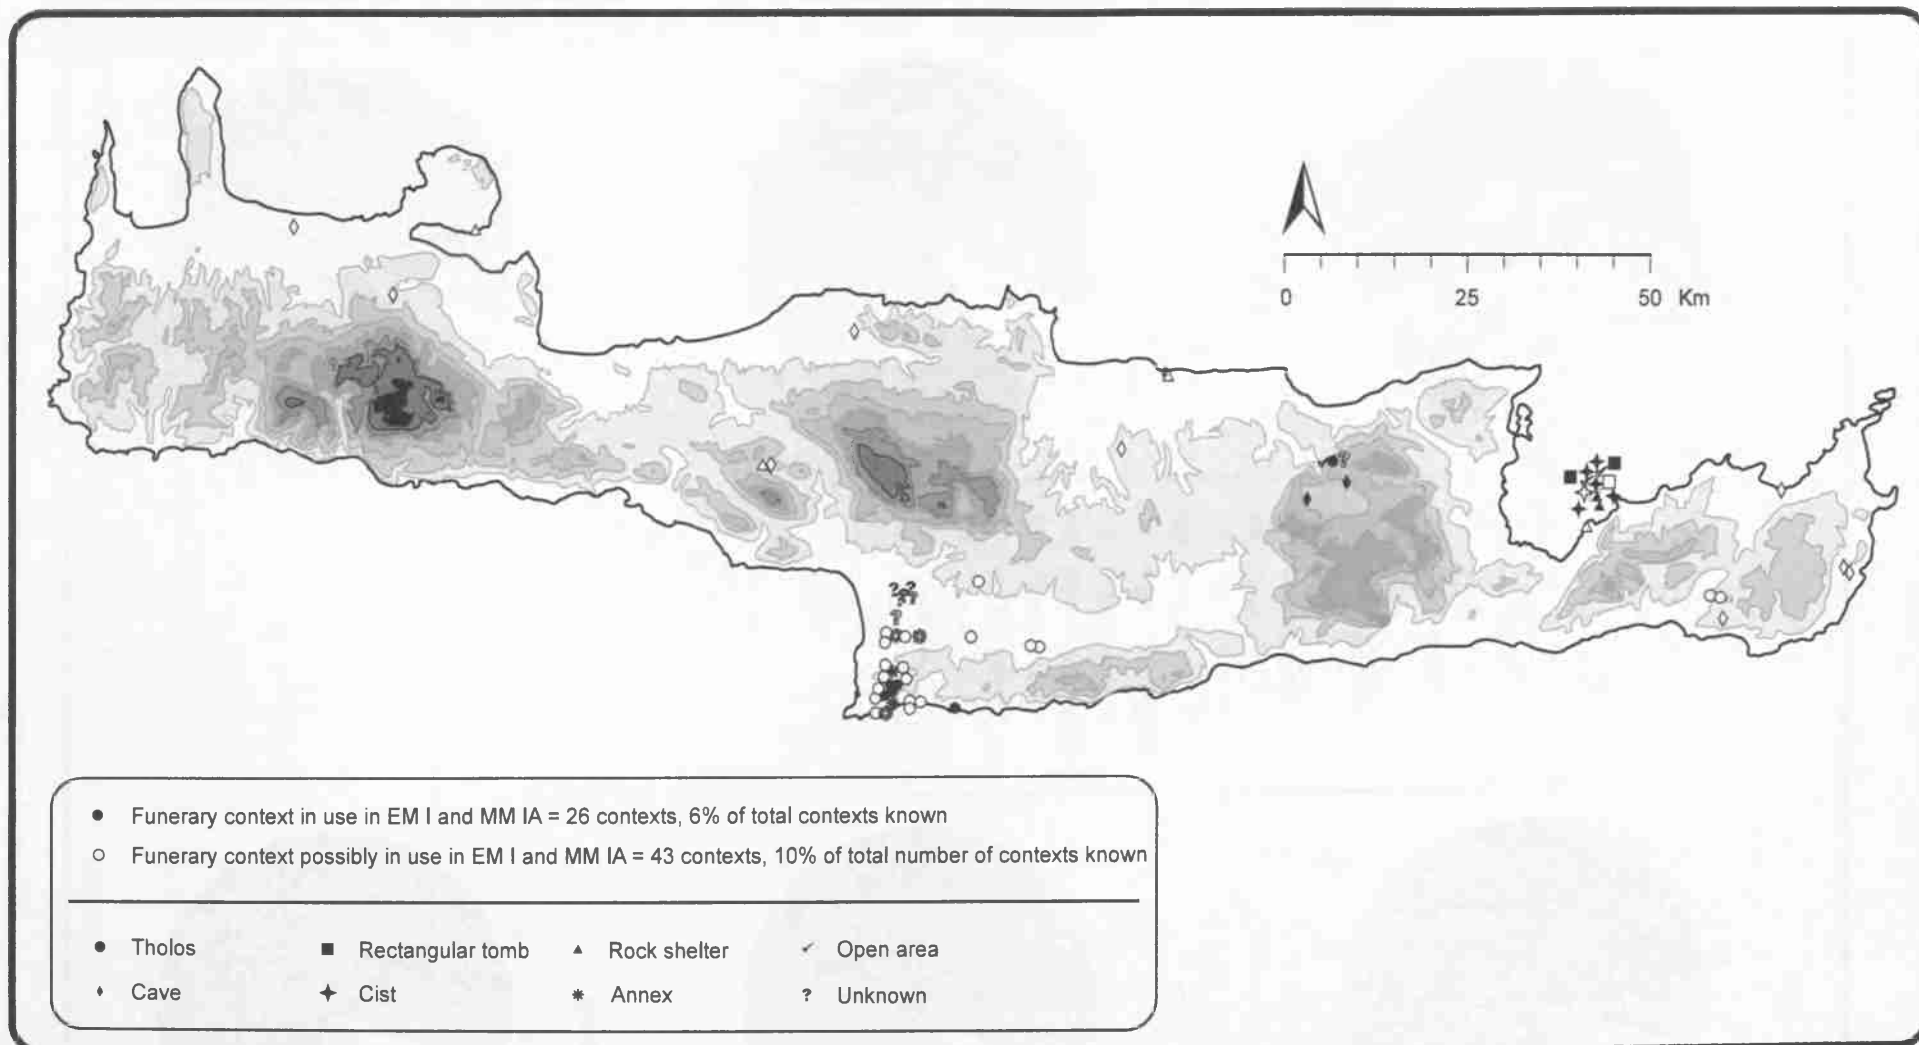 0 25 50 Km
? ? ?
? ?
?
?
Funerary context in use in EM I and MM IA = 26 contexts, 6% of total contexts known
Funerary context possibly in use in EM I and MM IA = 43 contexts, 10% of total number of contexts known
Tholos Rectangular tomb Rock shelter Open area
Cave Cist Annex ? Unknown